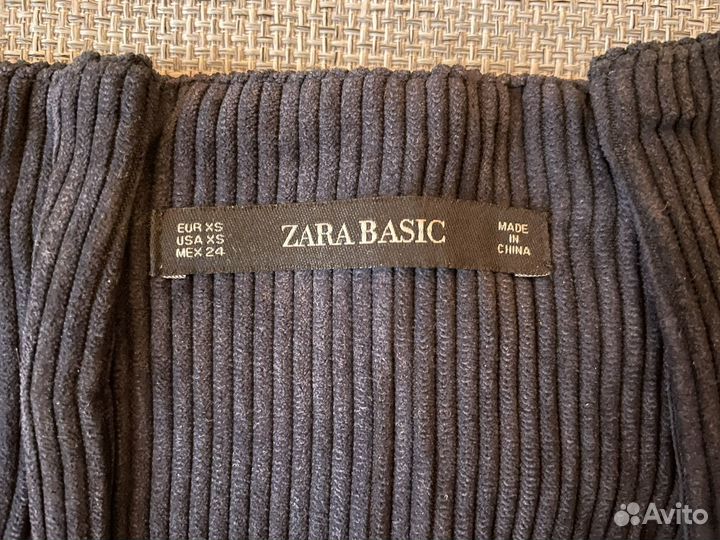 EUR XS
USA XS
MEX 24
ZARA BASIC
MADE
IN
CHINA
Avito